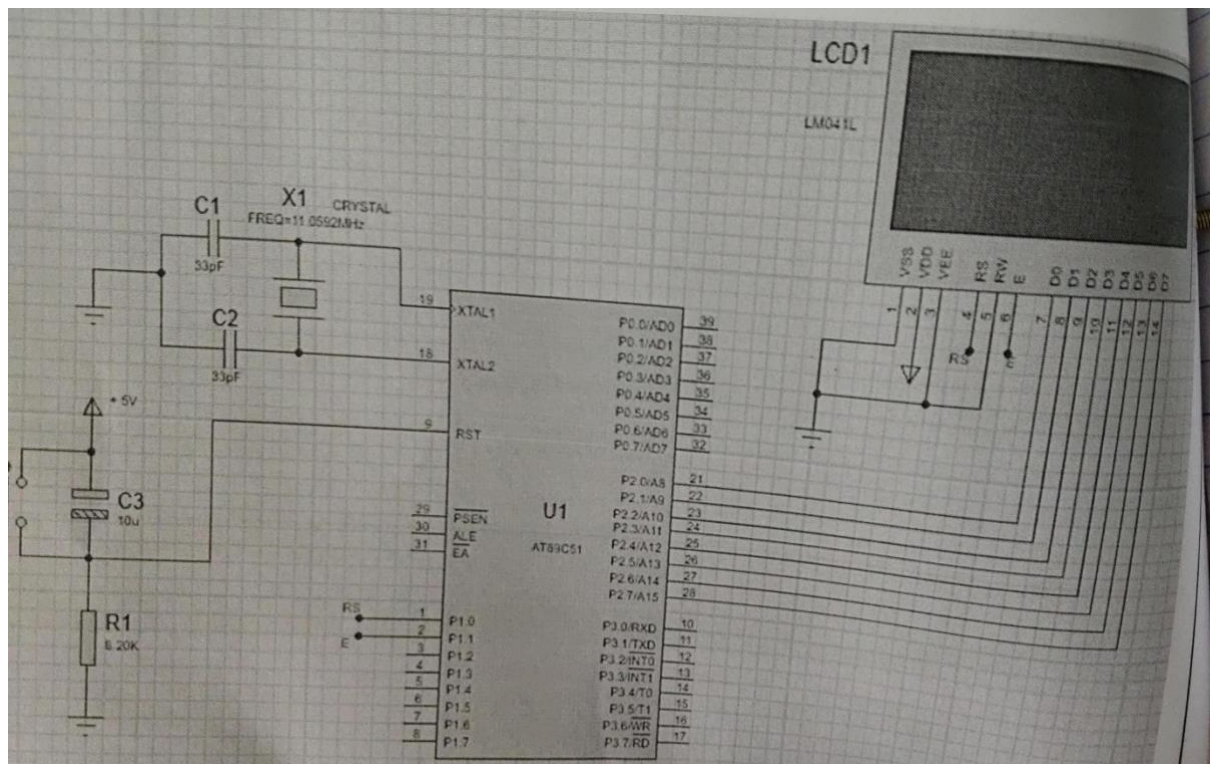 LCD1
LM041L
VSS
VDD
VEE
RS
RW
E
D0
D1
D2
D3
D4
D5
D6
D7
1
2
3
4
5
6
7
8
9
10
11
12
13
14
RS
E
C1
33pF
X1
CRYSTAL
FREQ=11.0592MHz
C2
33pF
+5V
C3
10u
R1
8.20K
RS
E
U1
AT89C51
19 XTAL1
18 XTAL2
9 RST
29 PSEN
30 ALE
31 EA
1 P1.0
2 P1.1
3 P1.2
4 P1.3
5 P1.4
6 P1.5
7 P1.6
8 P1.7
P0.0/AD0 39
P0.1/AD1 38
P0.2/AD2 37
P0.3/AD3 36
P0.4/AD4 35
P0.5/AD5 34
P0.6/AD6 33
P0.7/AD7 32
P2.0/A8 21
P2.1/A9 22
P2.2/A10 23
P2.3/A11 24
P2.4/A12 25
P2.5/A13 26
P2.6/A14 27
P2.7/A15 28
P3.0/RXD 10
P3.1/TXD 11
P3.2/INT0 12
P3.3/INT1 13
P3.4/T0 14
P3.5/T1 15
P3.6/WR 16
P3.7/RD 17